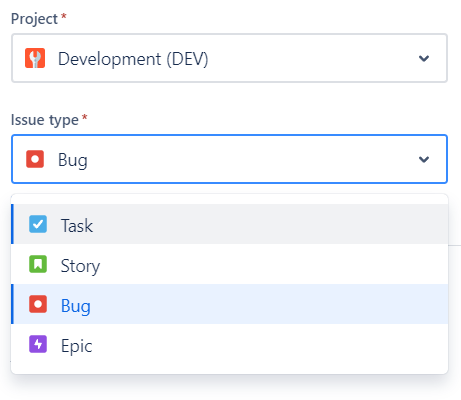 Project *
Development (DEV)
Issue type *
Bug
Task
Story
Bug
Epic